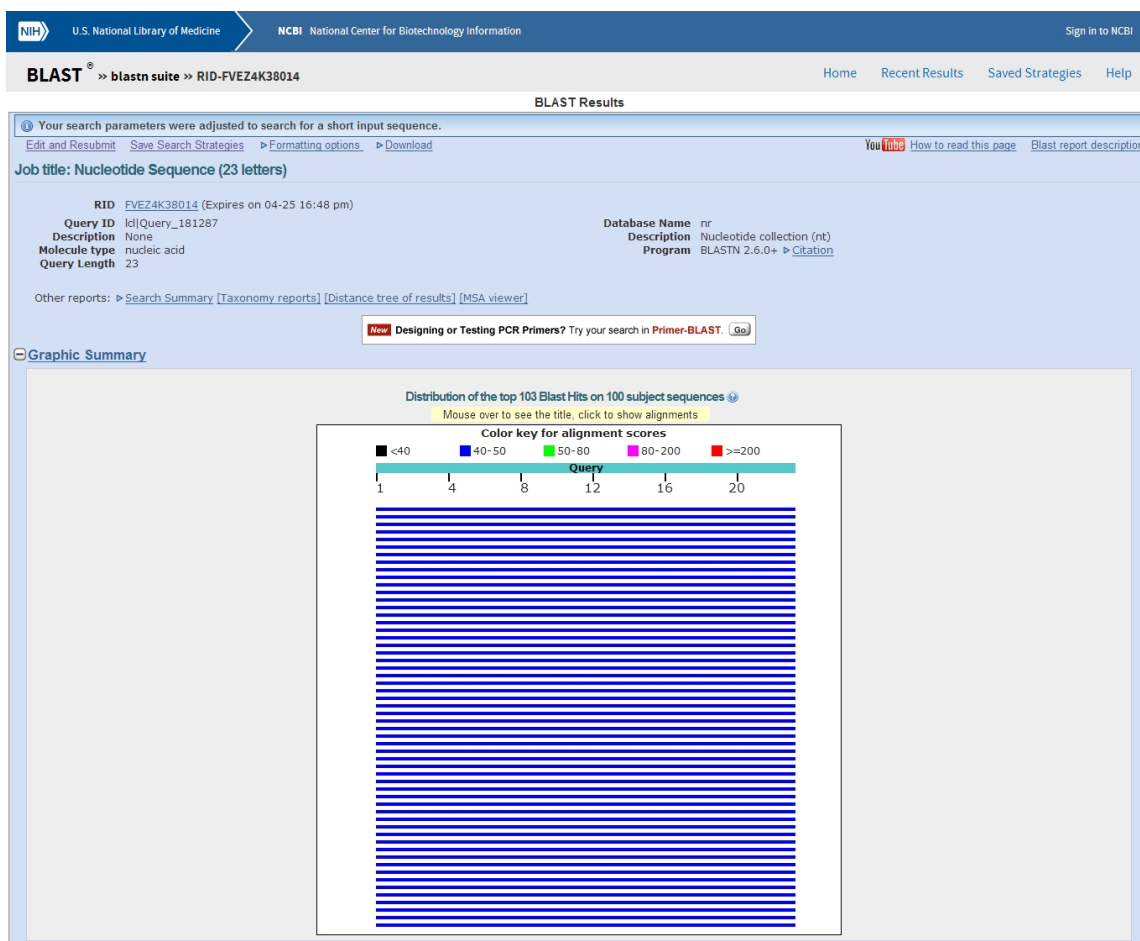 NIH U.S. National Library of Medicine NCBI National Center for Biotechnology Information Sign in to NCBI
BLAST ® » blastn suite » RID-FVEZ4K38014 Home Recent Results Saved Strategies Help
BLAST Results
Your search parameters were adjusted to search for a short input sequence.
Edit and Resubmit Save Search Strategies Formatting options Download YouTube How to read this page Blast report description
Job title: Nucleotide Sequence (23 letters)
RID FVEZ4K38014 (Expires on 04-25 16:48 pm)
Query ID lcl|Query_181287 Database Name nr
Description None Description Nucleotide collection (nt)
Molecule type nucleic acid Program BLASTN 2.6.0+ Citation
Query Length 23
Other reports: Search Summary [Taxonomy reports] [Distance tree of results] [MSA viewer]
New Designing or Testing PCR Primers? Try your search in Primer-BLAST. Go
Graphic Summary
Distribution of the top 103 Blast Hits on 100 subject sequences
Mouse over to see the title, click to show alignments
Color key for alignment scores
<40 40-50 50-80 80-200 >=200
Query
1 4 8 12 16 20